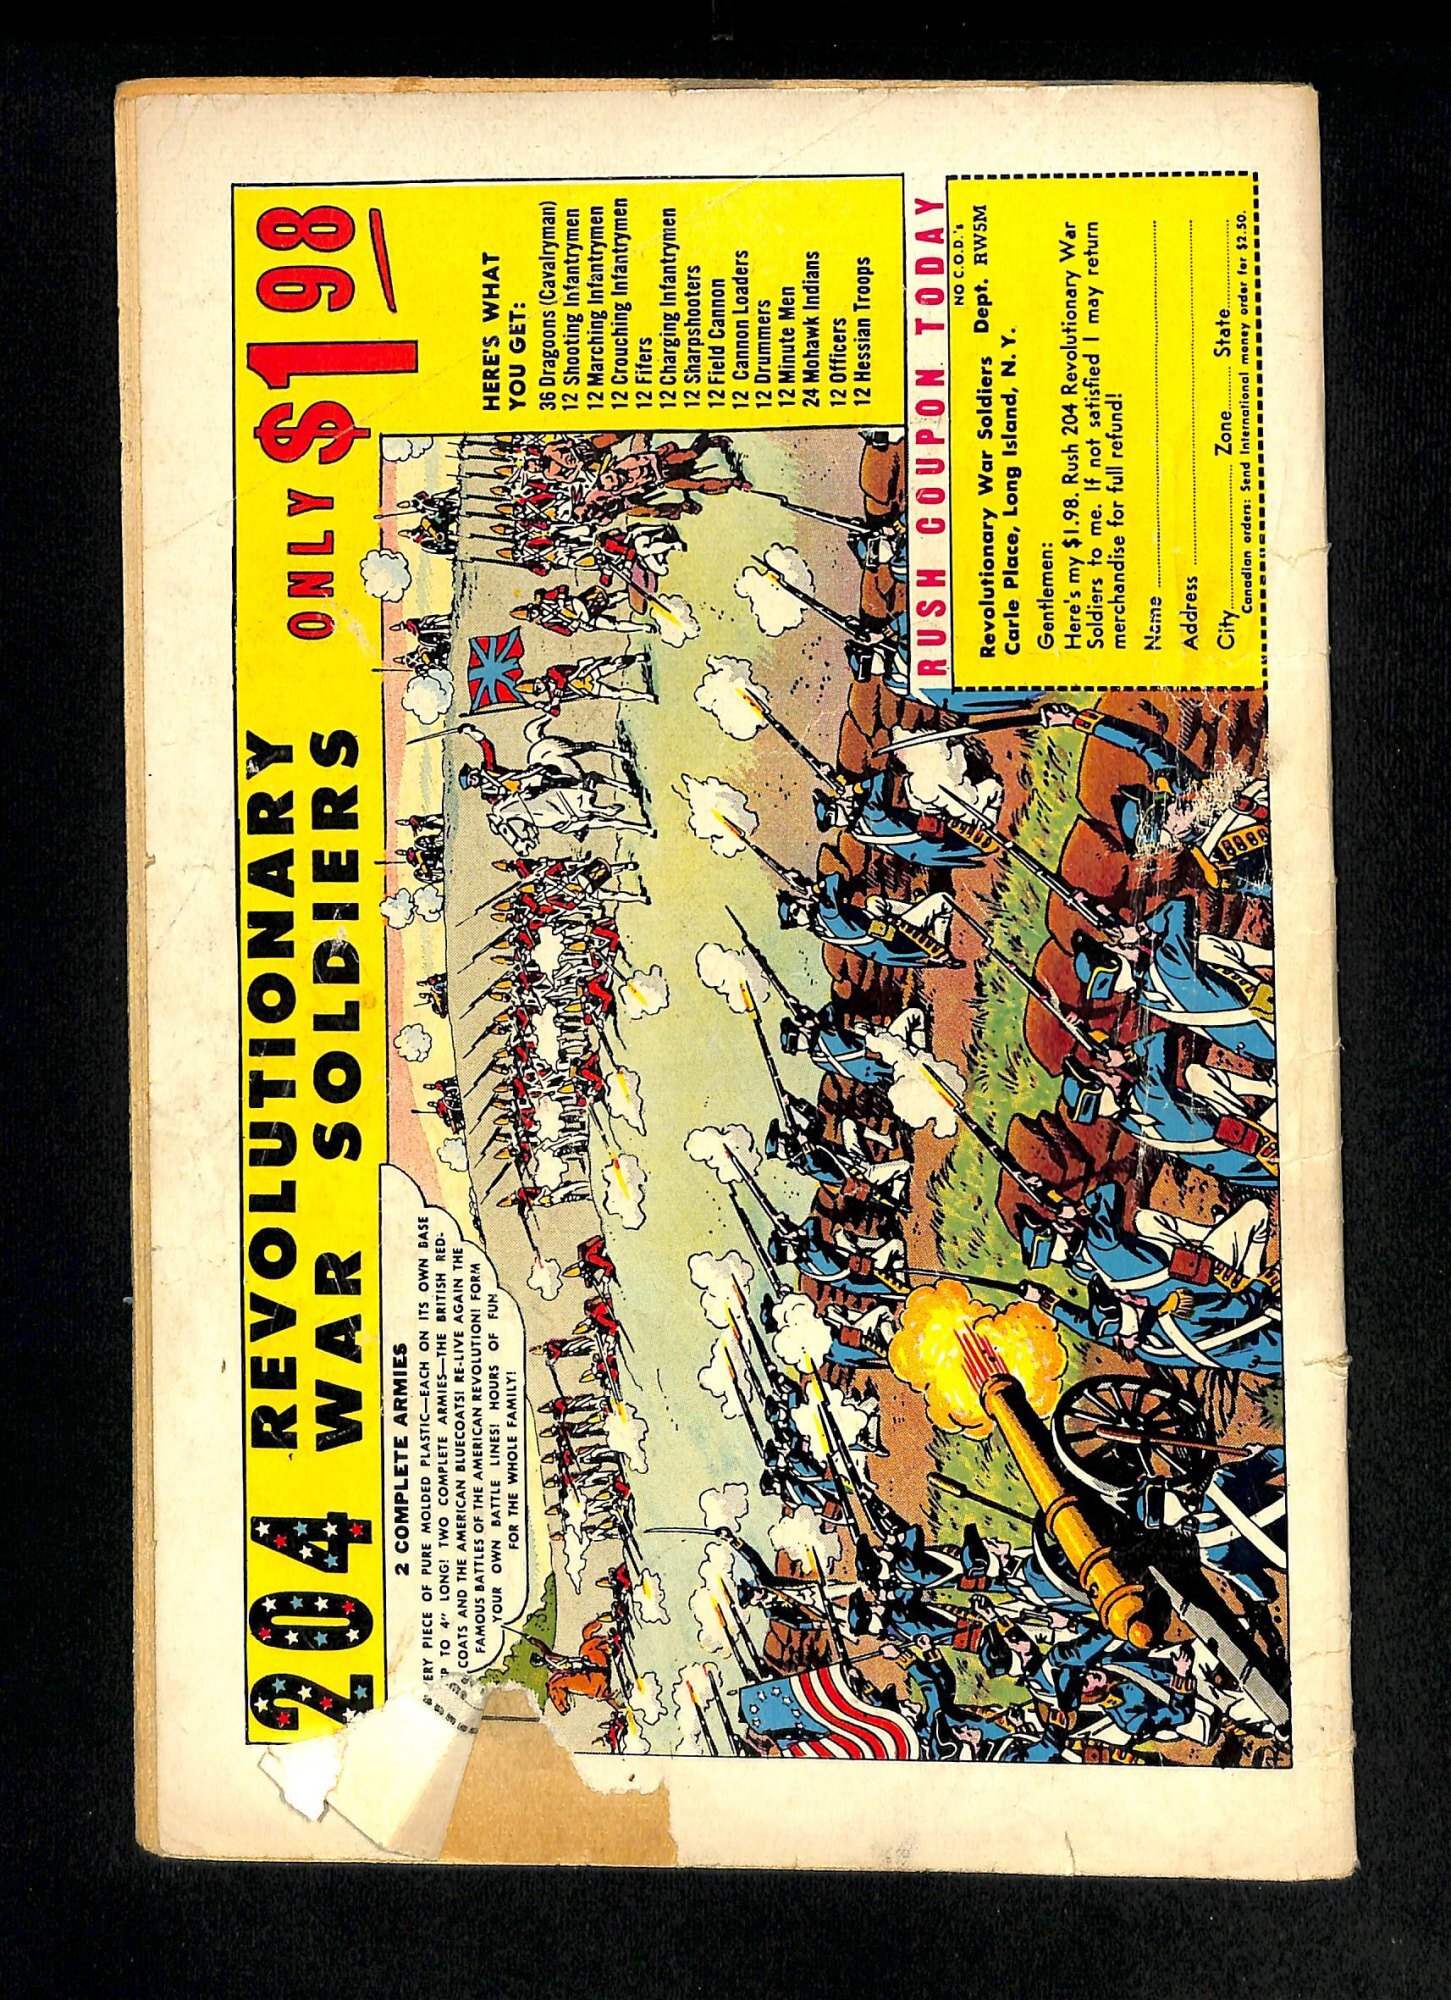 204 REVOLUTIONARY
WAR SOLDIERS
ONLY $1 98
2 COMPLETE ARMIES
PIECE OF PURE MOLDED PLASTIC—EACH ON ITS OWN BASE
TO 4" LONG! TWO COMPLETE ARMIES—THE BRITISH RED-
COATS AND THE AMERICAN BLUECOATS! RE-LIVE AGAIN THE
FAMOUS BATTLES OF THE AMERICAN REVOLUTION! FORM
YOUR OWN BATTLE LINES! HOURS OF FUN
FOR THE WHOLE FAMILY!
HERE'S WHAT
YOU GET:
36 Dragoons (Cavalryman)
12 Shooting Infantrymen
12 Marching Infantrymen
12 Crouching Infantrymen
12 Fifers
12 Charging Infantrymen
12 Sharpshooters
12 Field Cannon
12 Cannon Loaders
12 Drummers
12 Minute Men
24 Mohawk Indians
12 Officers
12 Hessian Troops
RUSH COUPON TODAY
NO C.O.D.'s
Revolutionary War Soldiers Dept. RW5M
Carle Place, Long Island, N. Y.
Gentlemen:
Here's my $1.98. Rush 204 Revolutionary War
Soldiers to me. If not satisfied I may return
merchandise for full refund!
Name
Address
City Zone State
Canadian orders: Send International money order for $2.50.